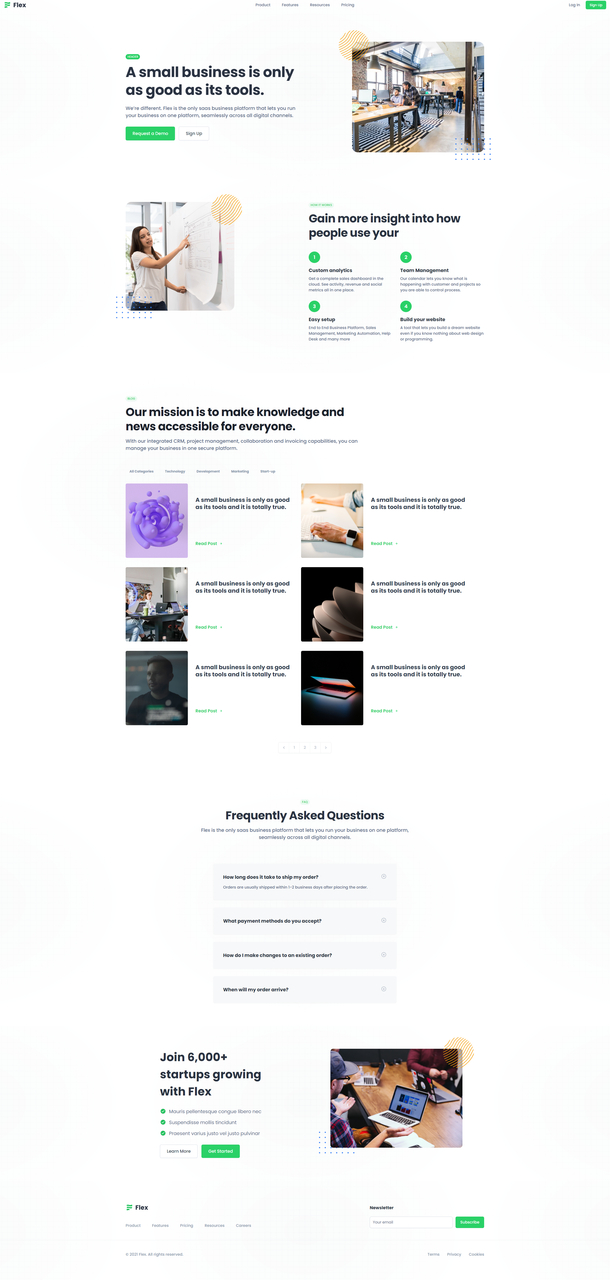 Flex
Product Features Resources Pricing
Log In Sign Up
A small business is only
as good as its tools.
We're different. Flex is the only saas business platform that lets you run
your business on one platform, seamlessly across all digital channels.
Request a Demo Sign Up
Gain more insight into how
people use your
1
Custom analytics
Get a complete sales dashboard in the
cloud. See activity, revenue and social
metrics all in one place.
2
Team Management
Our calendar lets you know what is
happening with customer and projects so
you are able to control process.
3
Easy setup
End to End Business Platform, Sales
Management, Marketing Automation, Help
Desk and many more
4
Build your website
A tool that lets you build a dream website
even if you know nothing about web design
or programming.
BLOG
Our mission is to make knowledge and
news accessible for everyone.
With our integrated CRM, project management, collaboration and invoicing capabilities, you can
manage your business in one secure platform.
All Categories Technology Development Marketing Start-up
A small business is only as good
as its tools and it is totally true.
Read Post
A small business is only as good
as its tools and it is totally true.
Read Post
A small business is only as good
as its tools and it is totally true.
Read Post
A small business is only as good
as its tools and it is totally true.
Read Post
A small business is only as good
as its tools and it is totally true.
Read Post
A small business is only as good
as its tools and it is totally true.
Read Post
1 2 3
FAQ
Frequently Asked Questions
Flex is the only saas business platform that lets you run your business on one platform,
seamlessly across all digital channels.
How long does it take to ship my order?
Orders are usually shipped within 1-2 business days after placing the order.
What payment methods do you accept?
How do I make changes to an existing order?
When will my order arrive?
Join 6,000+
startups growing
with Flex
Mauris pellentesque congue libero nec
Suspendisse mollis tincidunt
Praesent varius justo vel justo pulvinar
Learn More Get Started
Flex
Product Features Pricing Resources Careers
Newsletter
Your email Subscribe
© 2021 Flex. All rights reserved.
Terms Privacy Cookies